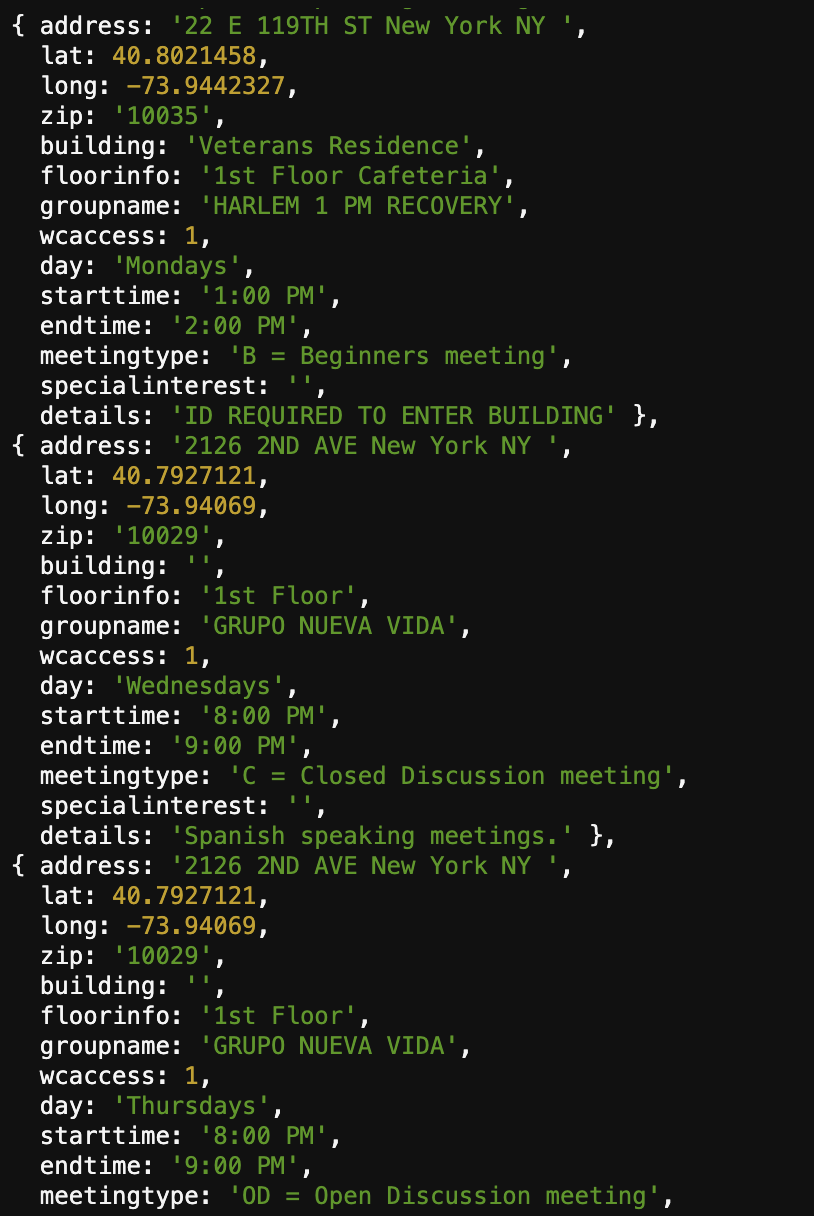 { address: '22 E 119TH ST New York NY ',
lat: 40.8021458,
long: -73.9442327,
zip: '10035',
building: 'Veterans Residence',
floorinfo: '1st Floor Cafeteria',
groupname: 'HARLEM 1 PM RECOVERY',
wcaccess: 1,
day: 'Mondays',
starttime: '1:00 PM',
endtime: '2:00 PM',
meetingtype: 'B = Beginners meeting',
specialinterest: '',
details: 'ID REQUIRED TO ENTER BUILDING' },
{ address: '2126 2ND AVE New York NY ',
lat: 40.7927121,
long: -73.94069,
zip: '10029',
building: '',
floorinfo: '1st Floor',
groupname: 'GRUPO NUEVA VIDA',
wcaccess: 1,
day: 'Wednesdays',
starttime: '8:00 PM',
endtime: '9:00 PM',
meetingtype: 'C = Closed Discussion meeting',
specialinterest: '',
details: 'Spanish speaking meetings.' },
{ address: '2126 2ND AVE New York NY ',
lat: 40.7927121,
long: -73.94069,
zip: '10029',
building: '',
floorinfo: '1st Floor',
groupname: 'GRUPO NUEVA VIDA',
wcaccess: 1,
day: 'Thursdays',
starttime: '8:00 PM',
endtime: '9:00 PM',
meetingtype: 'OD = Open Discussion meeting',